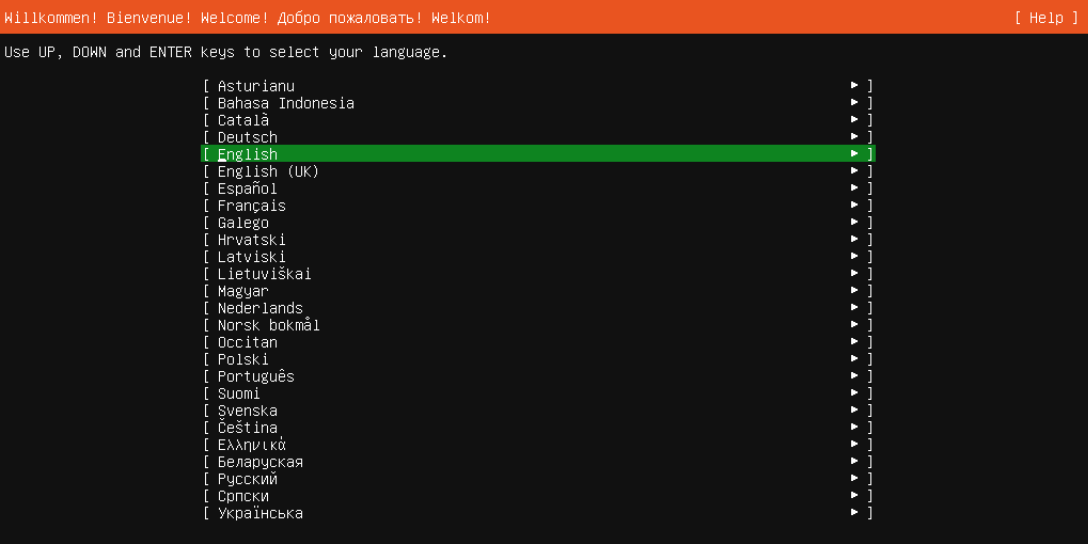 Willkommen! Bienvenue! Welcome! Добро пожаловать! Welkom! [ Help ]
Use UP, DOWN and ENTER keys to select your language.
[ Asturianu ► ]
[ Bahasa Indonesia ► ]
[ Català ► ]
[ Deutsch ► ]
[ English ► ]
[ English (UK) ► ]
[ Español ► ]
[ Français ► ]
[ Galego ► ]
[ Hrvatski ► ]
[ Latviski ► ]
[ Lietuviškai ► ]
[ Magyar ► ]
[ Nederlands ► ]
[ Norsk bokmål ► ]
[ Occitan ► ]
[ Polski ► ]
[ Português ► ]
[ Suomi ► ]
[ Svenska ► ]
[ Čeština ► ]
[ Ελληνικά ► ]
[ Беларуская ► ]
[ Русский ► ]
[ Српски ► ]
[ Українська ► ]